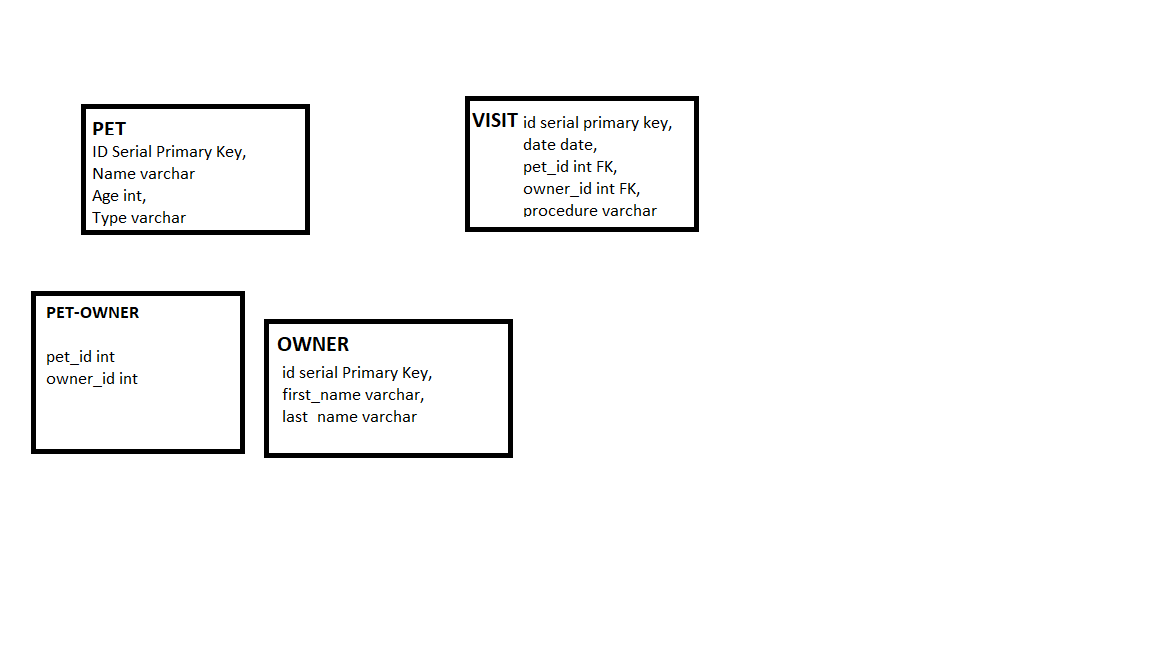 PET
ID Serial Primary Key,
Name varchar
Age int,
Type varchar
VISIT id serial primary key,
date date,
pet_id int FK,
owner_id int FK,
procedure varchar
PET-OWNER
pet_id int
owner_id int
OWNER
id serial Primary Key,
first_name varchar,
last name varchar